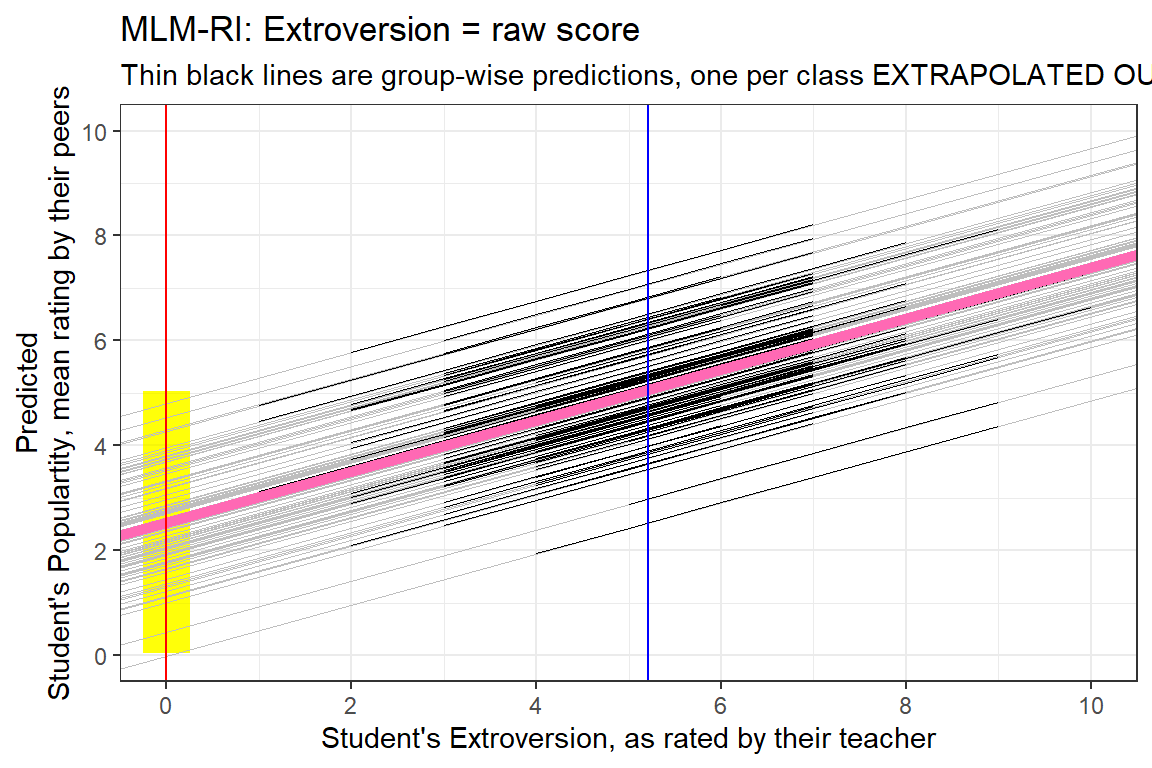 MLM-RI: Extroversion = raw score
Thin black lines are group-wise predictions, one per class EXTRAPOLATED OU
Predicted
Student's Populartity, mean rating by their peers
10
8
6
4
2
0
0 2 4 6 8 10
Student's Extroversion, as rated by their teacher